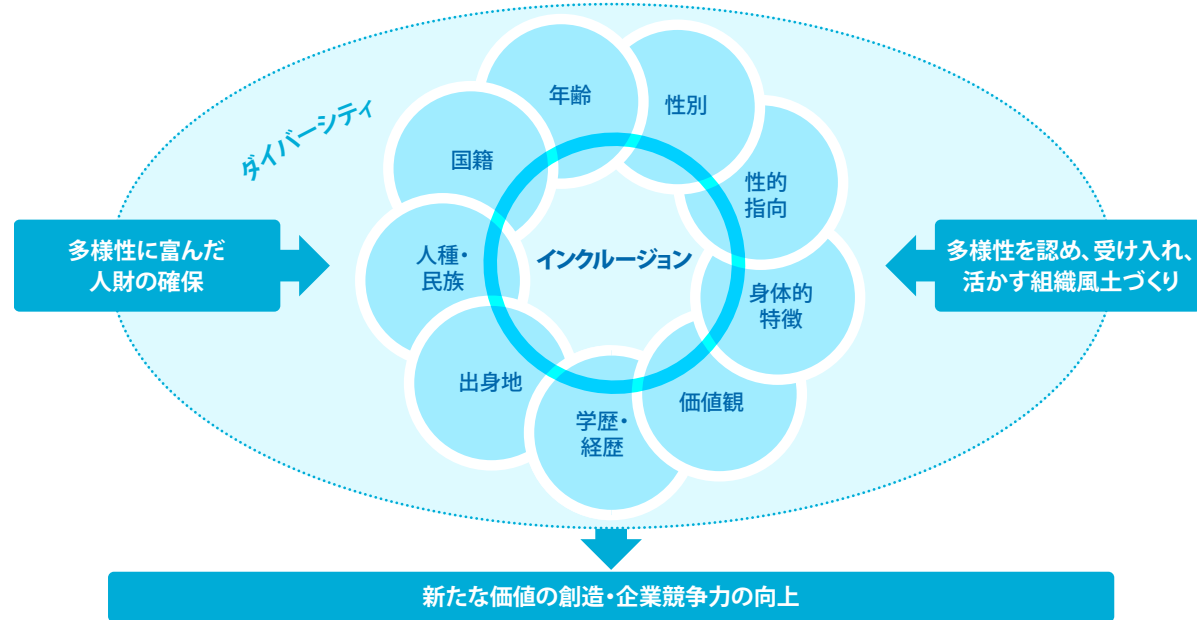 ダイバーシティ
年齢
性別
国籍
性的
指向
人種・
民族
インクルージョン
身体的
特徴
出身地
価値観
学歴・
経歴
多様性に富んだ
人財の確保
多様性を認め、受け入れ、
活かす組織風土づくり
新たな価値の創造・企業競争力の向上